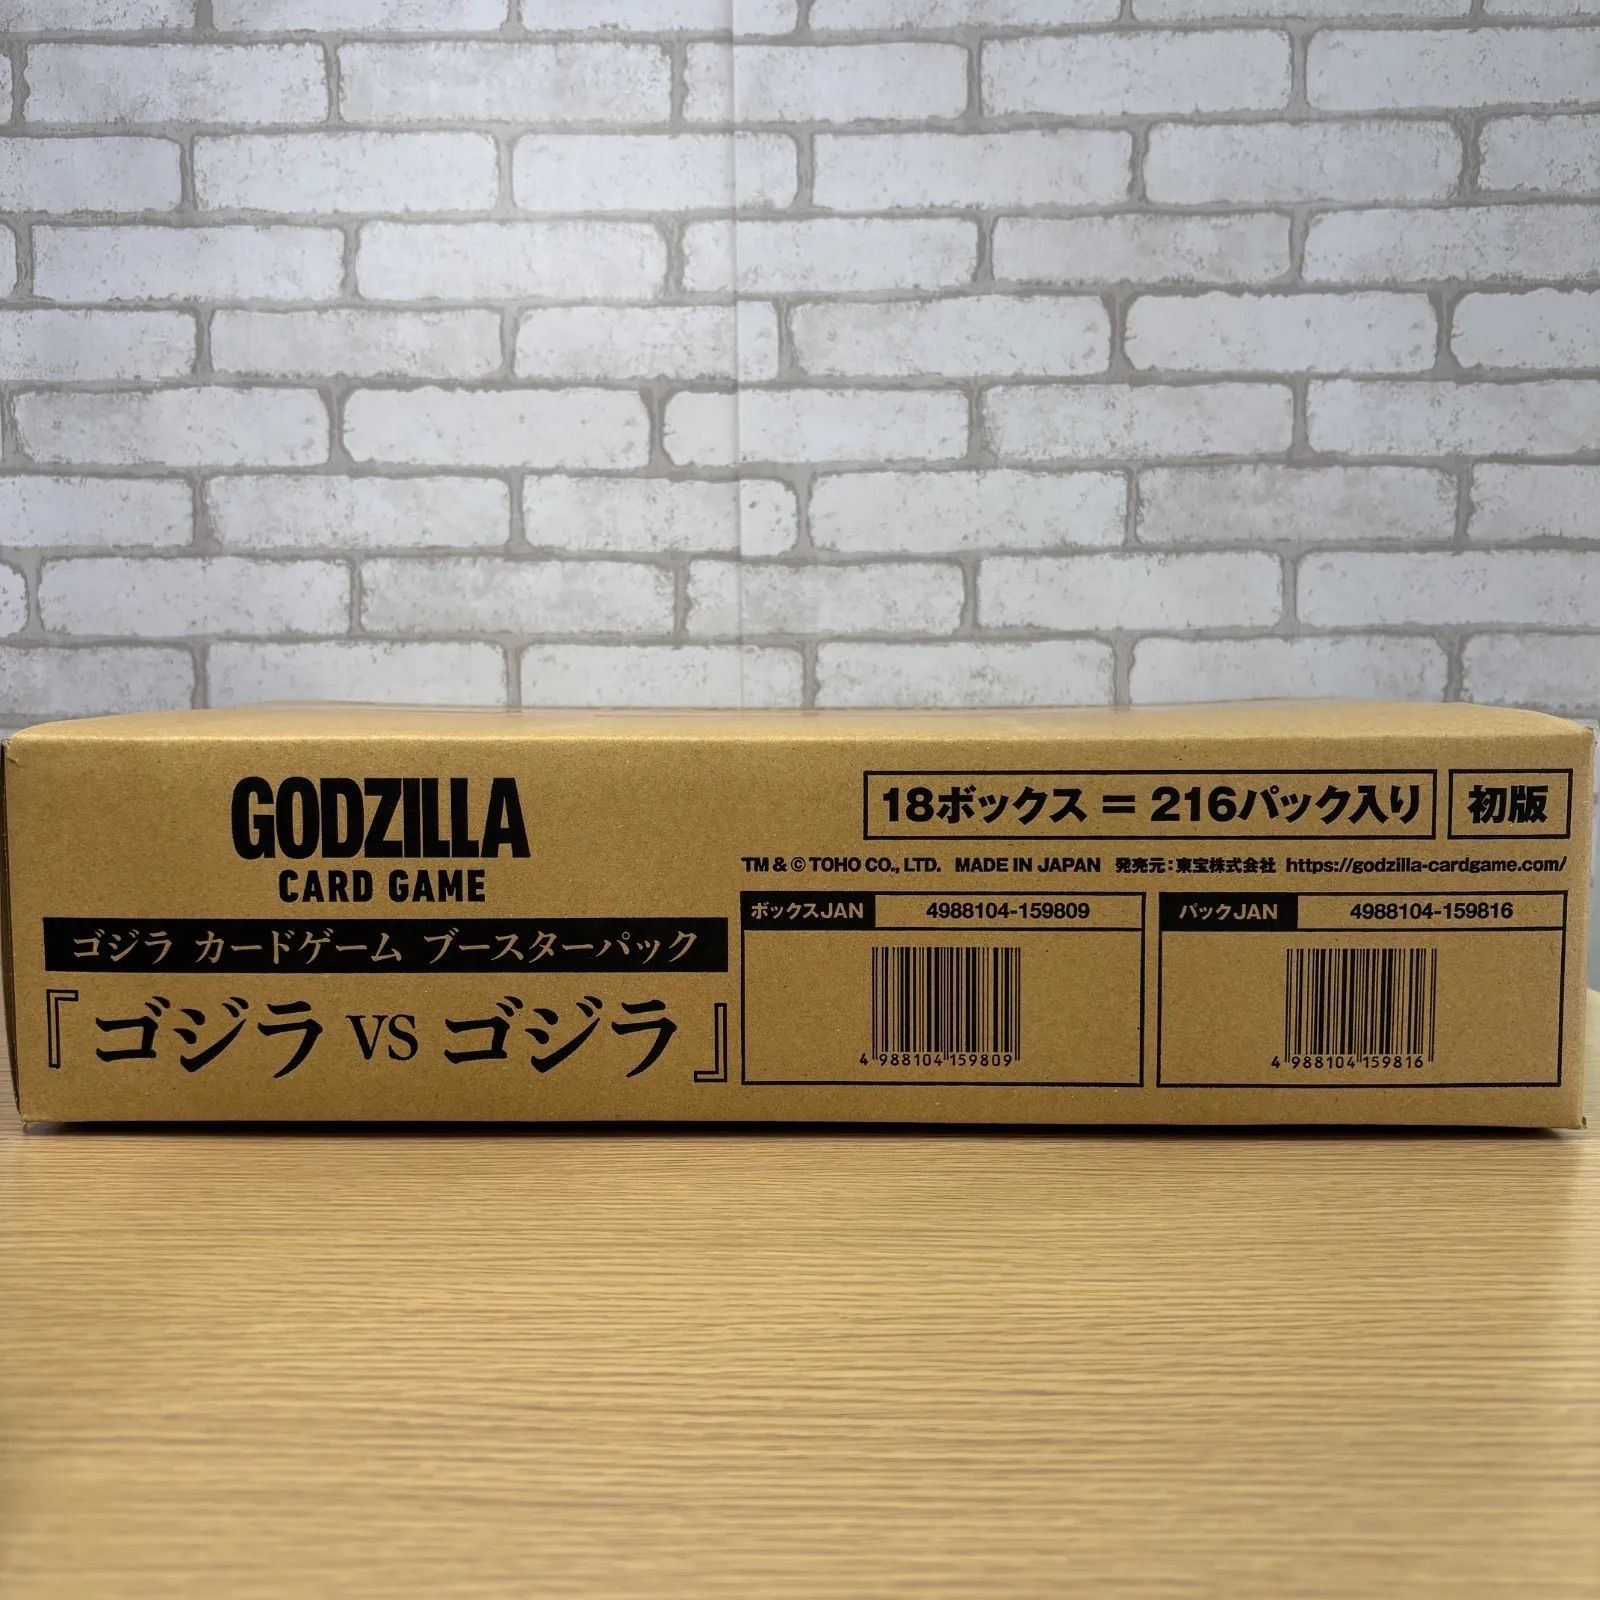 GODZILLA
CARD GAME
ゴジラ カードゲーム ブースターパック
『ゴジラ VS ゴジラ』
18ボックス = 216パック入り
初版
TM & © TOHO CO., LTD. MADE IN JAPAN 発売元:東宝株式会社 https://godzilla-cardgame.com/
ボックスJAN 4988104-159809
4 988104 159809
パックJAN 4988104-159816
4 988104 159816